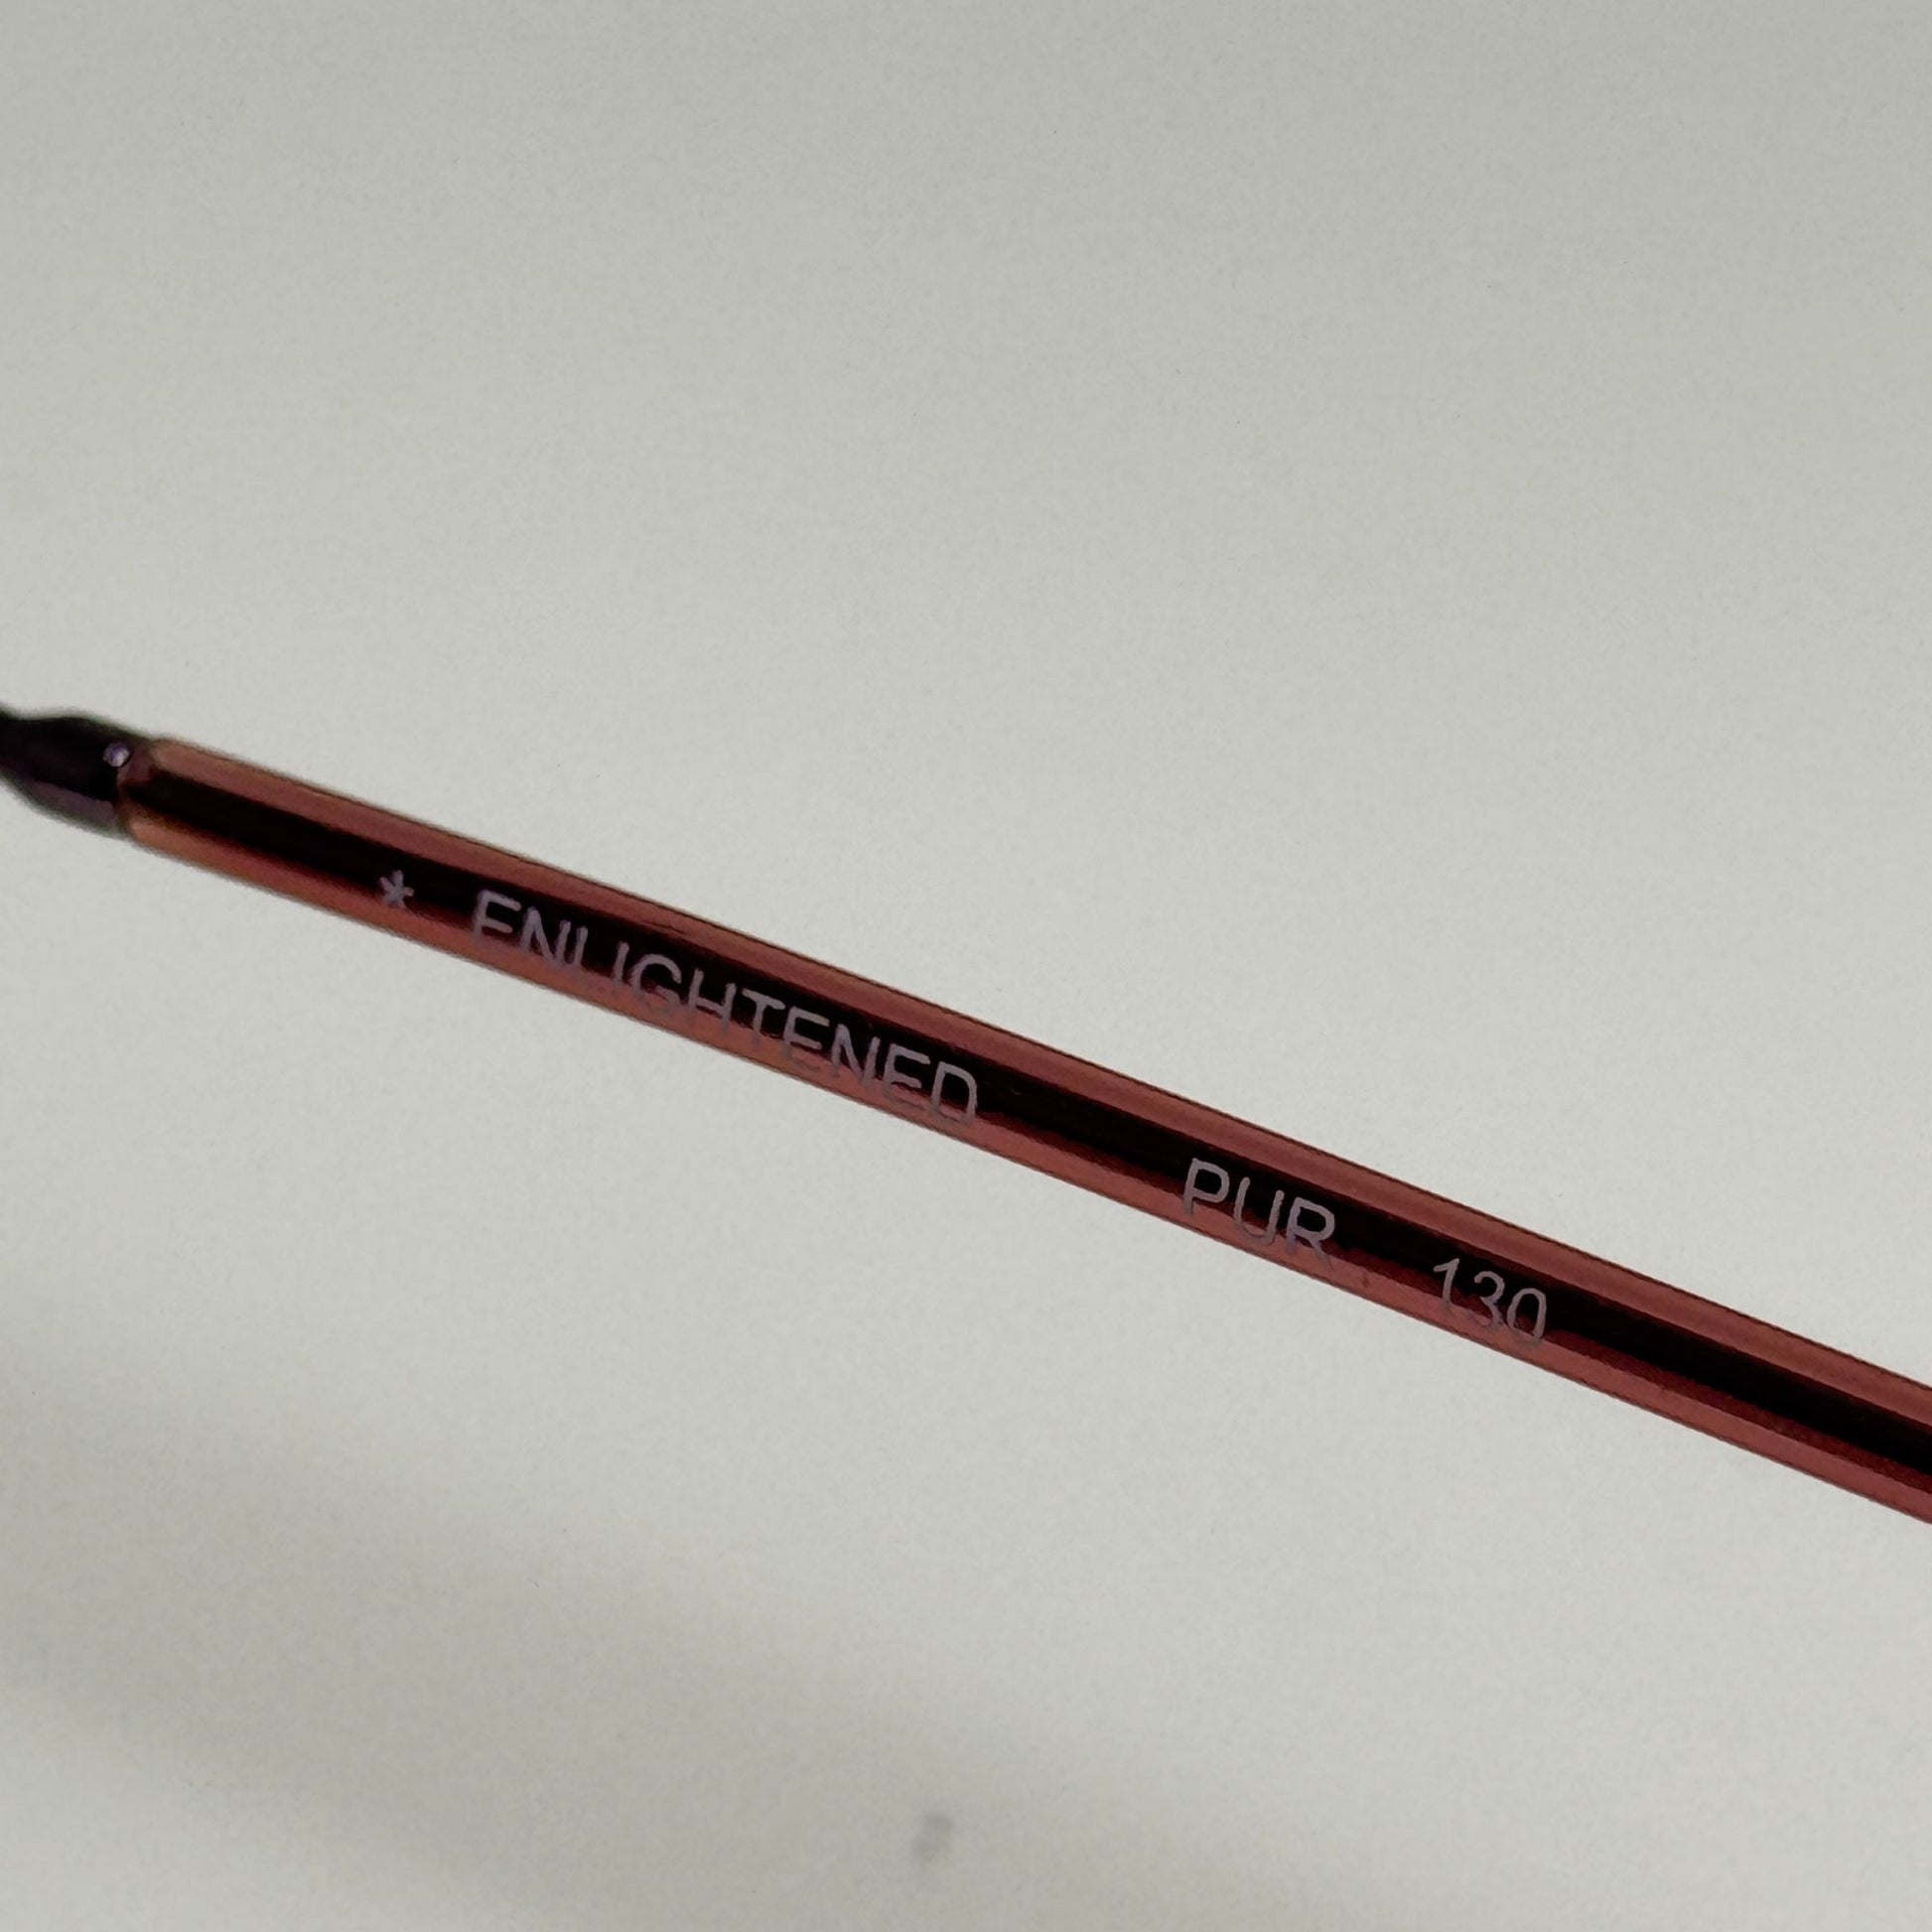 * ENLIGHTENED PUR 130